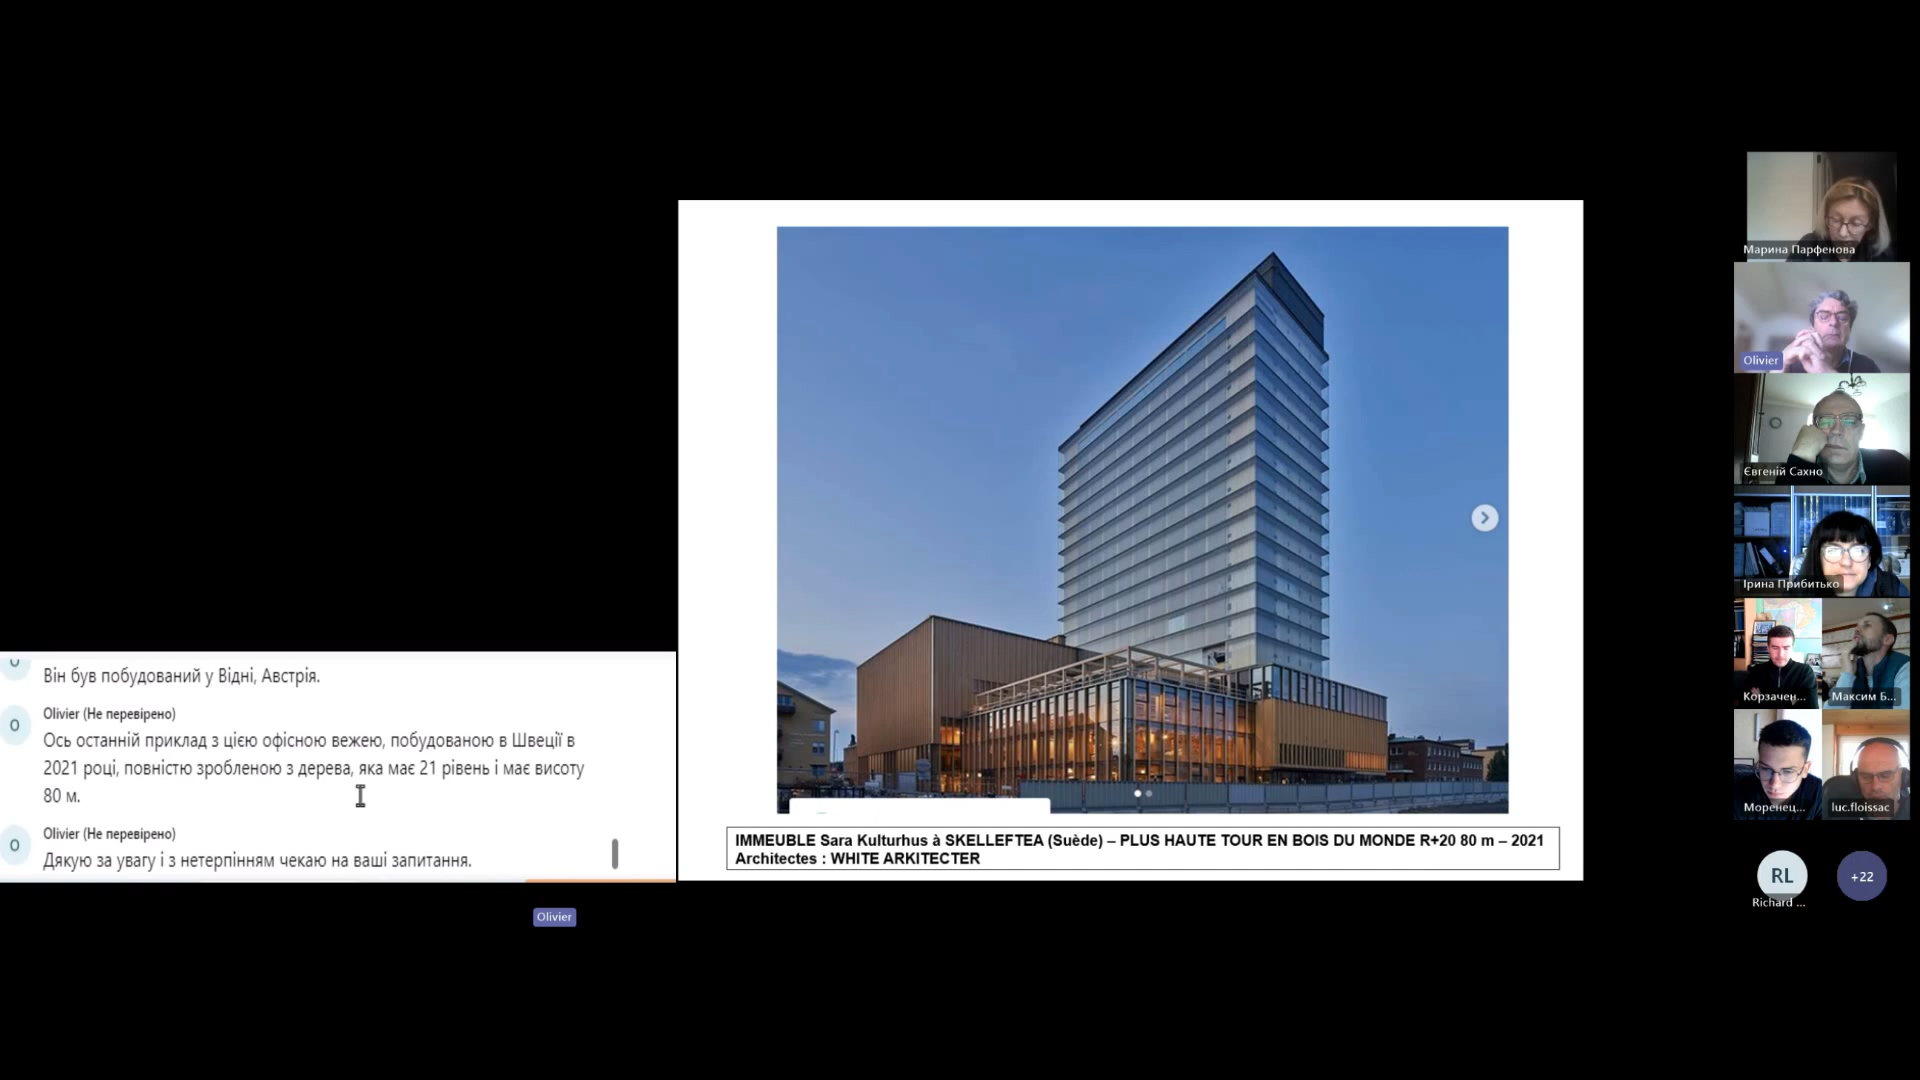 Він був побудований у Відні, Австрія.
Olivier (Не перевірено)
O
Ось останній приклад з цією офісною вежею, побудованою в Швеції в
2021 році, повністю зробленою з дерева, яка має 21 рівень і має висоту
80 м.
Olivier (Не перевірено)
O
Дякую за увагу і з нетерпінням чекаю на ваші запитання.
Olivier
IMMEUBLE Sara Kulturhus à SKELLEFTEA (Suède) – PLUS HAUTE TOUR EN BOIS DU MONDE R+20 80 m – 2021
Architectes : WHITE ARKITECTER
Марина Парфенова
Olivier
Євгеній Сахно
Ірина Прибитько
Корзачен...
Максим Б...
Моренец...
luc.floissac
RL
Richard ...
+22